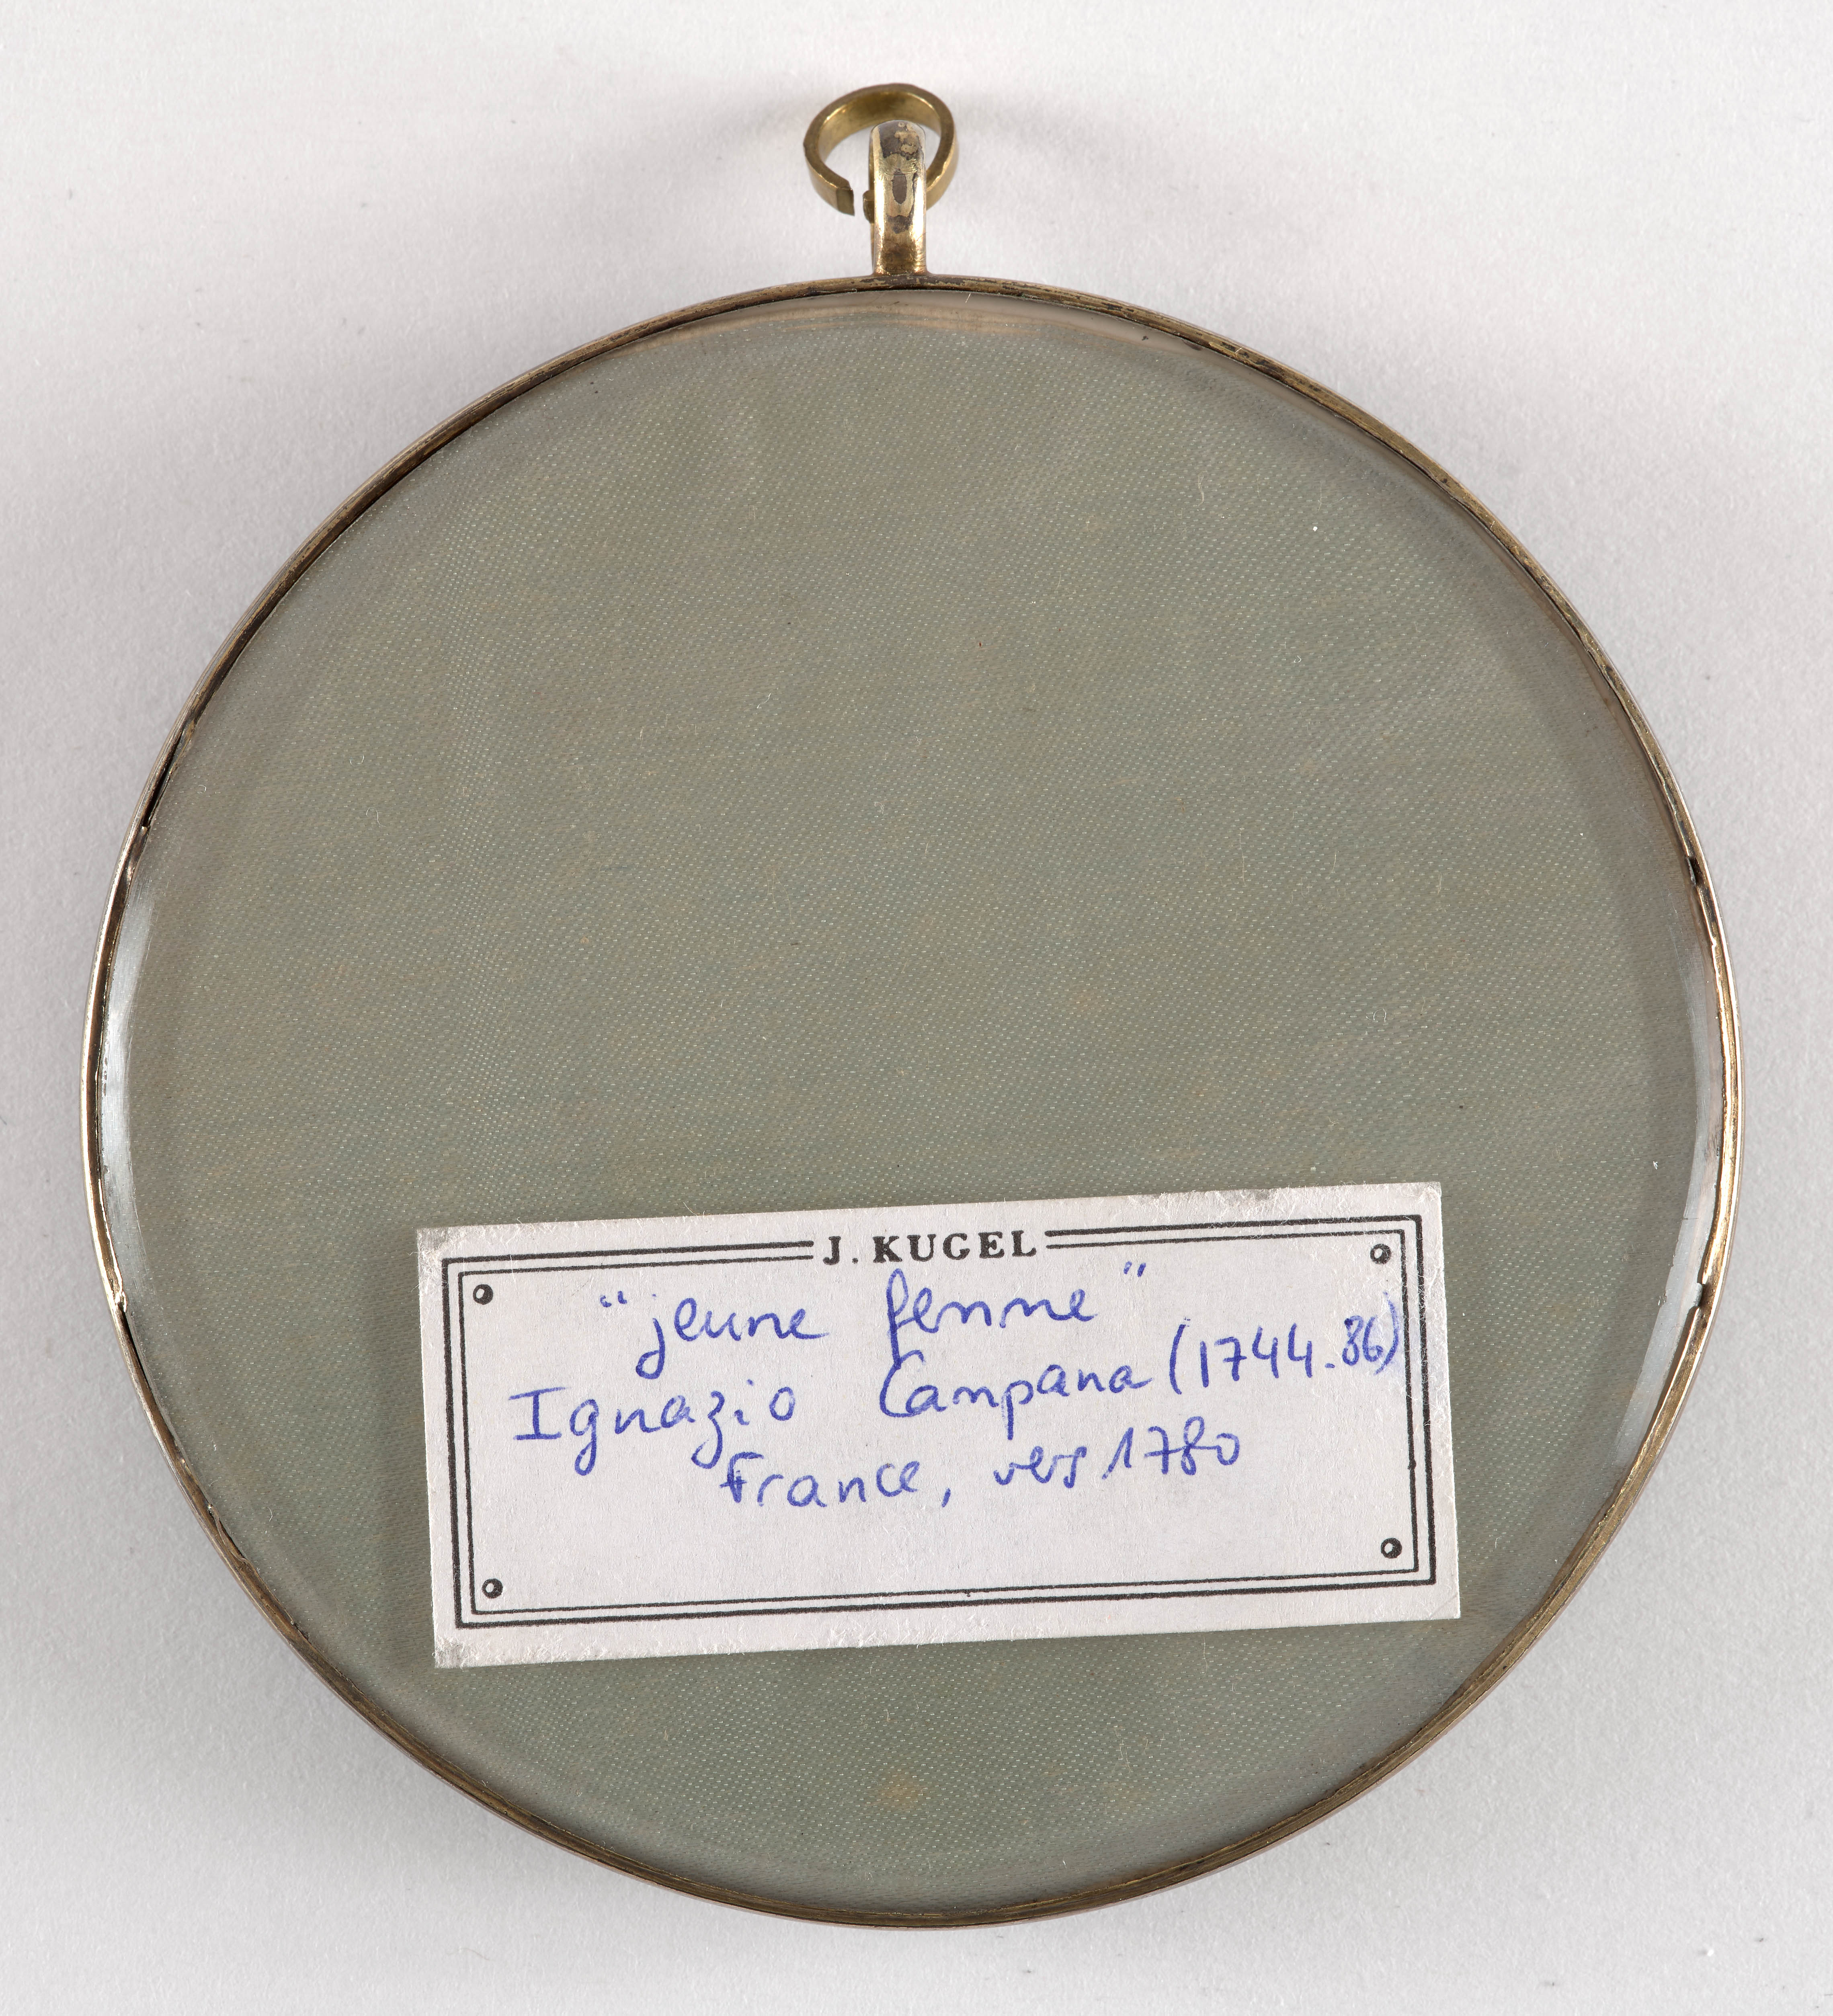 J. KUGEL
"jeune femme"
Ignazio Campana (1744-86)
France, vers 1780